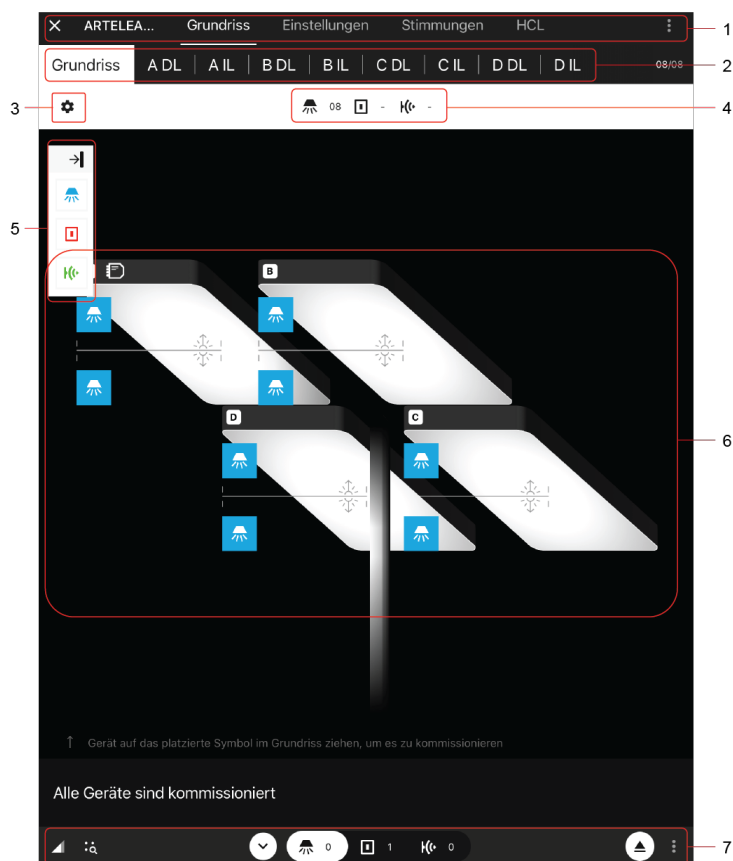 ARTELEA... Grundriss Einstellungen Stimmungen HCL
1
Grundriss A DL A IL B DL B IL C DL C IL D DL D IL 08/08
2
3
08 - -
4
5
B
D
C
6
Gerät auf das platzierte Symbol im Grundriss ziehen, um es zu kommissionieren
Alle Geräte sind kommissioniert
0 1 0
7